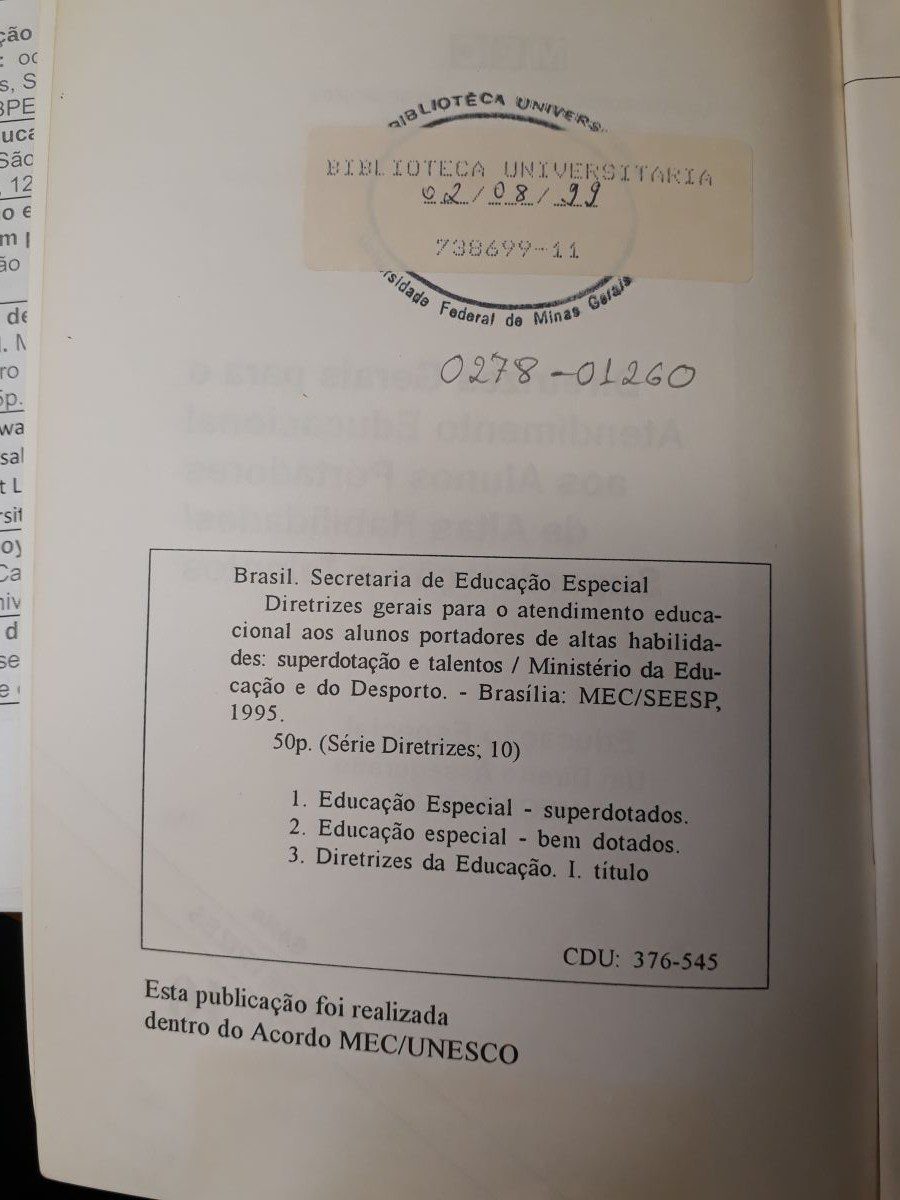 BIBLIOTECA UNIVERS
BIBLIOTECA UNIVERSITARIA
02/08/99
738699-11
rsidade Federal de Minas Gerais
0278-01260
Brasil. Secretaria de Educação Especial
Diretrizes gerais para o atendimento educa-
cional aos alunos portadores de altas habilida-
des: superdotação e talentos / Ministério da Edu-
cação e do Desporto. - Brasília: MEC/SEESP,
1995.
50p. (Série Diretrizes; 10)
1. Educação Especial - superdotados.
2. Educação especial - bem dotados.
3. Diretrizes da Educação. I. título
CDU: 376-545
Esta publicação foi realizada
dentro do Acordo MEC/UNESCO